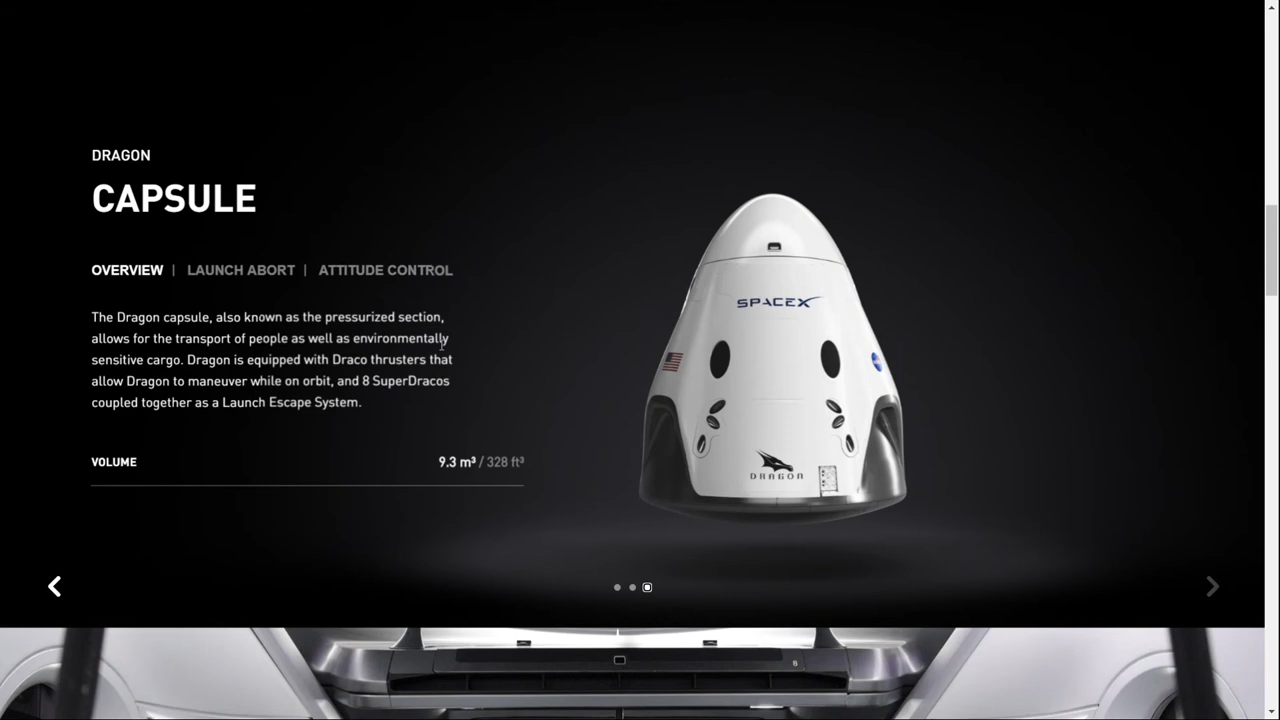 DRAGON
CAPSULE
OVERVIEW | LAUNCH ABORT | ATTITUDE CONTROL
The Dragon capsule, also known as the pressurized section,
allows for the transport of people as well as environmentally
sensitive cargo. Dragon is equipped with Draco thrusters that
allow Dragon to maneuver while on orbit, and 8 SuperDracos
coupled together as a Launch Escape System.
VOLUME 9.3 m³ / 328 ft³
SPACEX
DRAGON